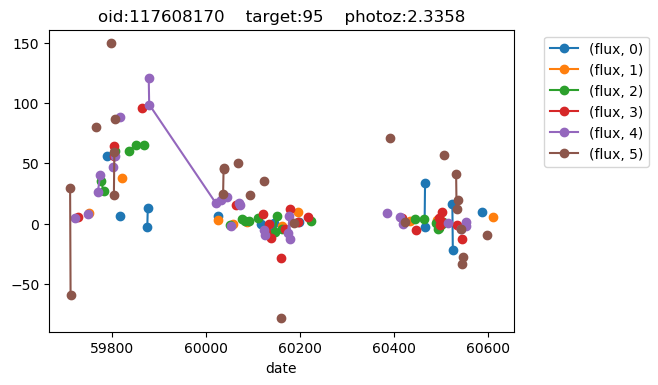 oid:117608170    target:95    photoz:2.3358
150
100
50
0
−50
59800
60000
60200
60400
60600
date
(flux, 0)
(flux, 1)
(flux, 2)
(flux, 3)
(flux, 4)
(flux, 5)